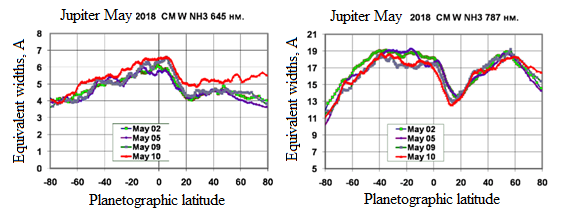 Jupiter May 2018 CM W NH3 645 нм.
Equivalent widths, A
8
7
6
5
4
3
2
1
0
May 02
May 05
May 09
May 10
-80 -60 -40 -20 0 20 40 60 80
Planetographic latitude
Jupiter May 2018 CM W NH3 787 нм.
Equivalent widths, A
21
19
17
15
13
11
9
7
5
May 02
May 05
May 09
May 10
-80 -60 -40 -20 0 20 40 60 80
Planetographic latitude